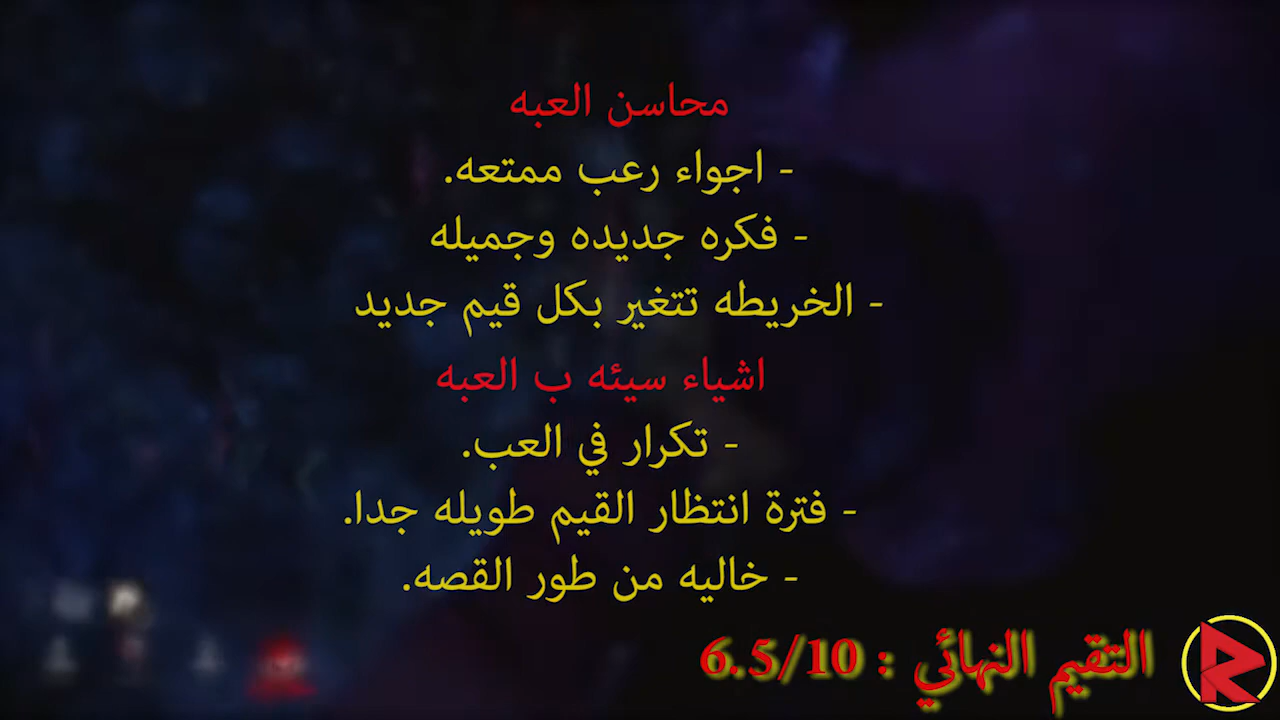 محاسن العبه
- اجواء رعب ممتعه.
- فكره جديده وجميله
- الخريطه تتغير بكل قيم جديد
اشياء سيئه ب العبه
- تكرار في العب.
- فترة انتظار القيم طويله جدا.
- خاليه من طور القصه.
التقيم النهائي : 6.5/10
R